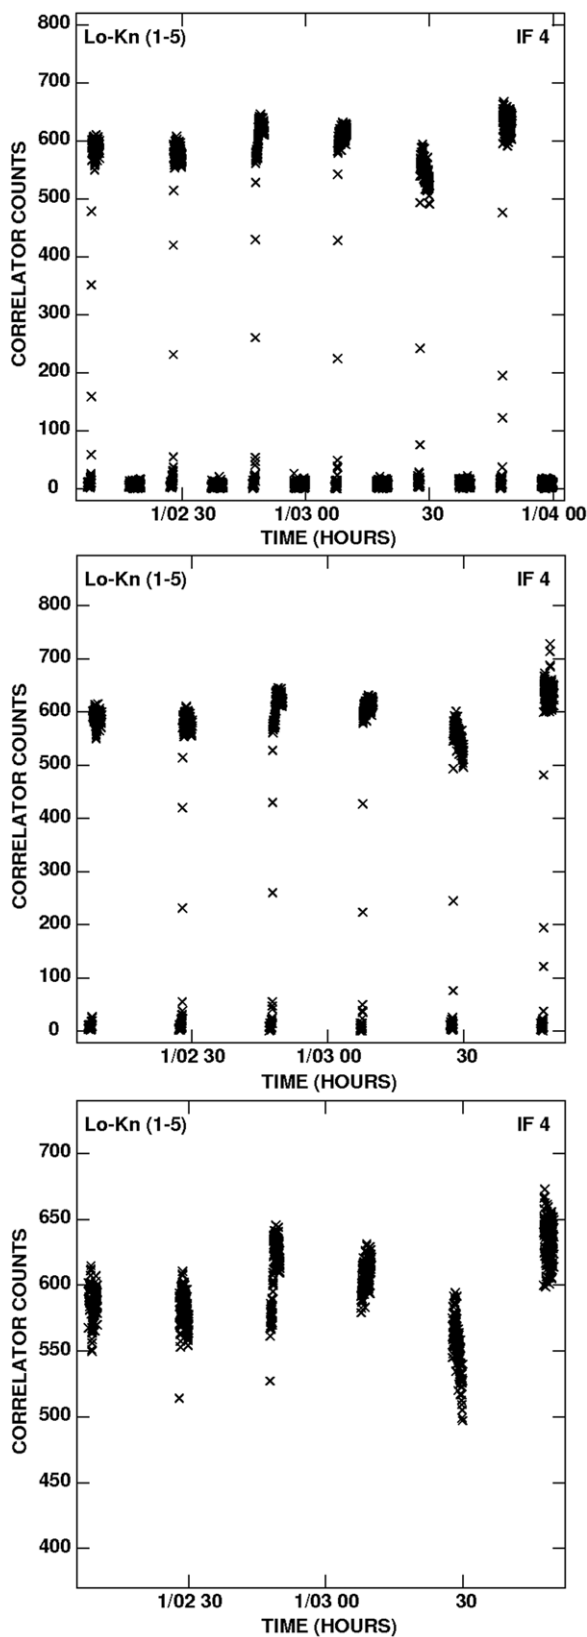 Lo-Kn (1-5) IF 4
800
700
600
500
400
300
200
100
0
CORRELATOR COUNTS
1/02 30 1/03 00 30 1/04 00
TIME (HOURS)
Lo-Kn (1-5) IF 4
800
700
600
500
400
300
200
100
0
CORRELATOR COUNTS
1/02 30 1/03 00 30
TIME (HOURS)
Lo-Kn (1-5) IF 4
700
650
600
550
500
450
400
CORRELATOR COUNTS
1/02 30 1/03 00 30
TIME (HOURS)